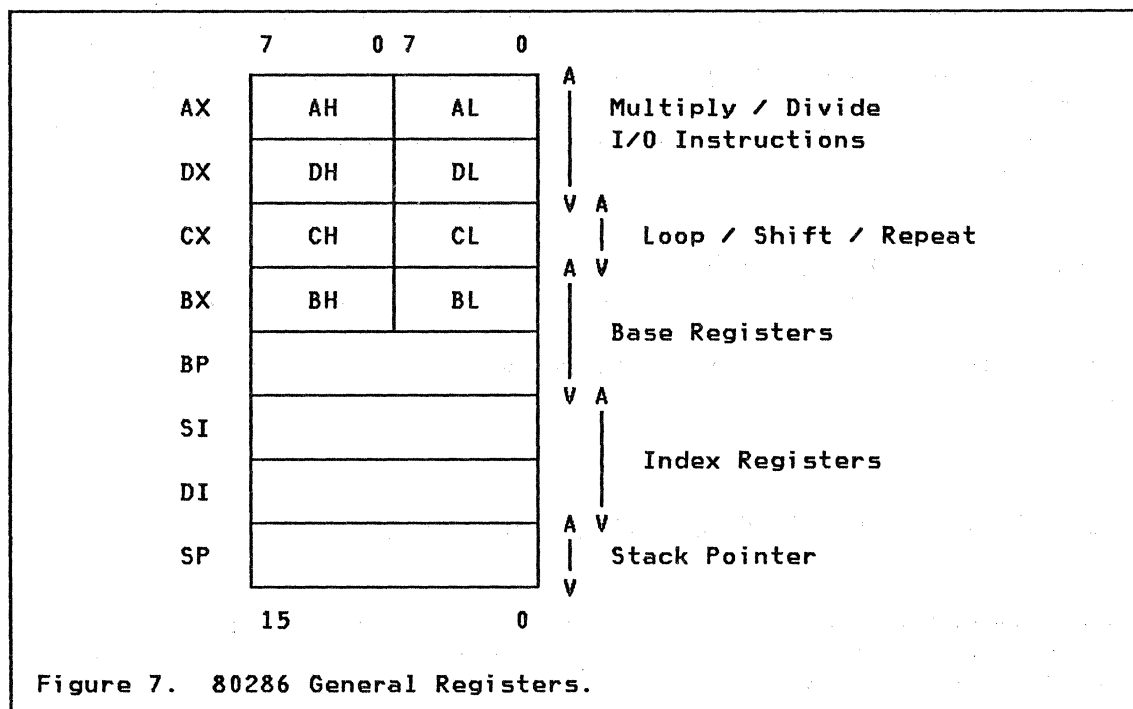 7 0 7 0
AX AH AL Multiply / Divide
I/O Instructions
DX DH DL
CX CH CL Loop / Shift / Repeat
BX BH BL
Base Registers
BP
SI
Index Registers
DI
SP Stack Pointer
15 0
Figure 7. 80286 General Registers.